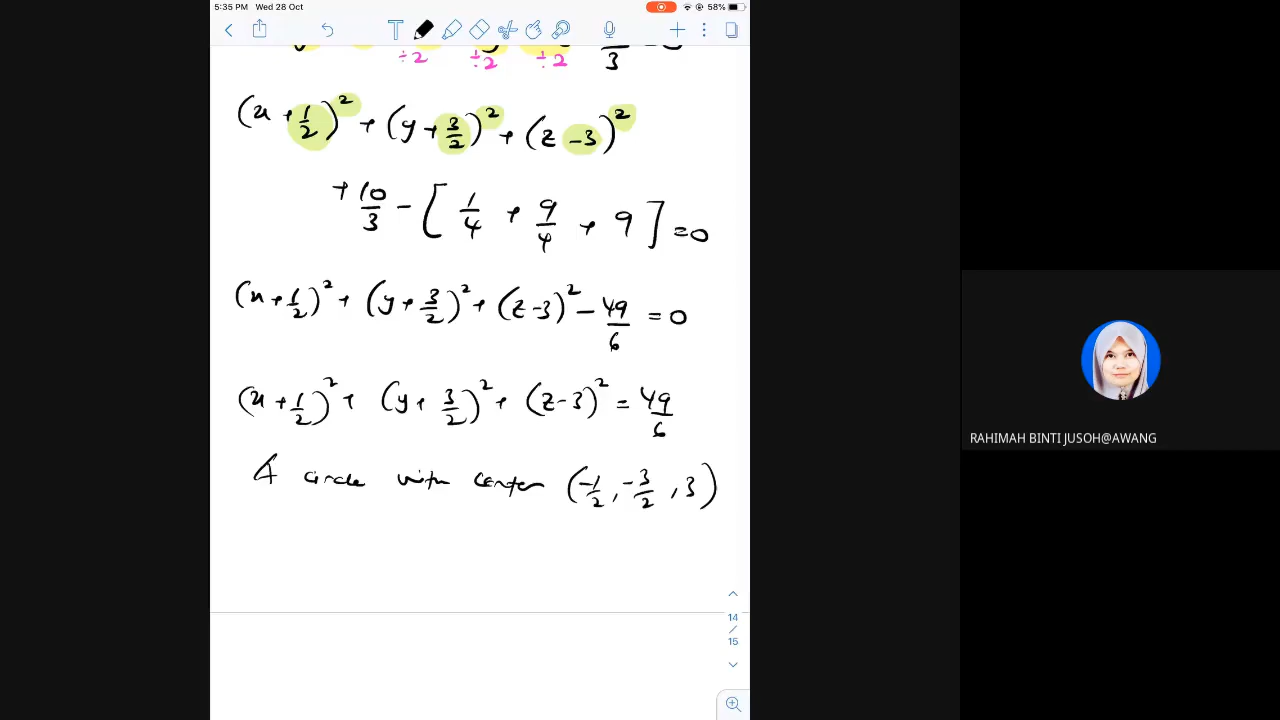 5:35 PM Wed 28 Oct 58%
÷2 ÷2 ÷2 3
(x + 1/2)² + (y + 3/2)² + (z - 3)²
+ 10/3 - [1/4 + 9/4 + 9] = 0
(x + 1/2)² + (y + 3/2)² + (z - 3)² - 49/6 = 0
(x + 1/2)² + (y + 3/2)² + (z - 3)² = 49/6
A circle with center (-1/2, -3/2, 3)
RAHIMAH BINTI JUSOH@AWANG
14
/
15